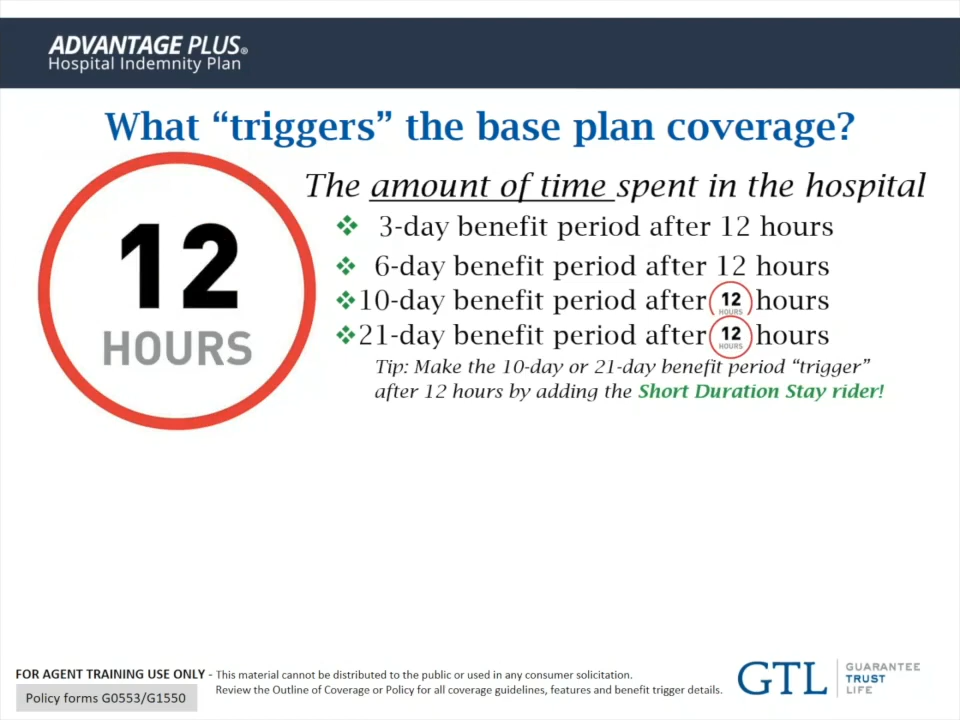 ADVANTAGE PLUS®
Hospital Indemnity Plan
What “triggers” the base plan coverage?
12
HOURS
The amount of time spent in the hospital
3-day benefit period after 12 hours
6-day benefit period after 12 hours
10-day benefit period after 12 HOURS hours
21-day benefit period after 12 HOURS hours
Tip: Make the 10-day or 21-day benefit period “trigger”
after 12 hours by adding the Short Duration Stay rider!
FOR AGENT TRAINING USE ONLY - This material cannot be distributed to the public or used in any consumer solicitation.
Review the Outline of Coverage or Policy for all coverage guidelines, features and benefit trigger details.
Policy forms G0553/G1550
GTL
GUARANTEE
TRUST
LIFE